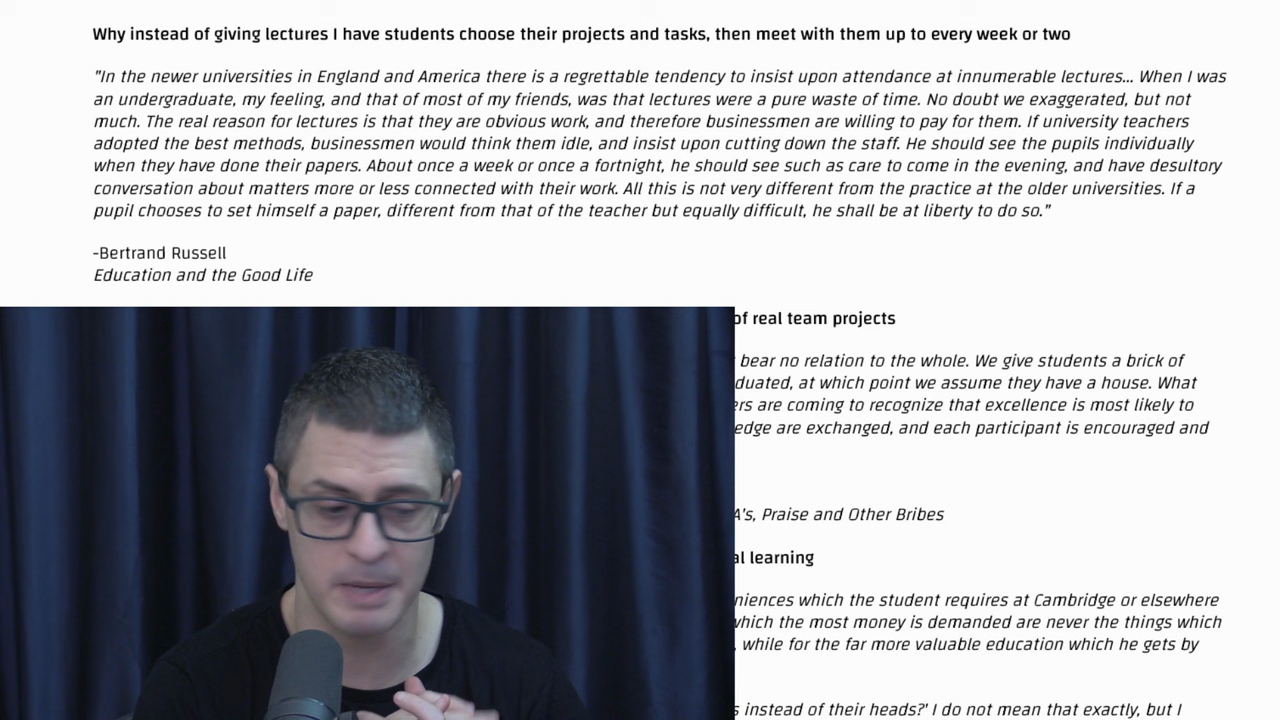 Why instead of giving lectures I have students choose their projects and tasks, then meet with them up to every week or two
"In the newer universities in England and America there is a regrettable tendency to insist upon attendance at innumerable lectures... When I was
an undergraduate, my feeling, and that of most of my friends, was that lectures were a pure waste of time. No doubt we exaggerated, but not
much. The real reason for lectures is that they are obvious work, and therefore businessmen are willing to pay for them. If university teachers
adopted the best methods, businessmen would think them idle, and insist upon cutting down the staff. He should see the pupils individually
when they have done their papers. About once a week or once a fortnight, he should see such as care to come in the evening, and have desultory
conversation about matters more or less connected with their work. All this is not very different from the practice at the older universities. If a
pupil chooses to set himself a paper, different from that of the teacher but equally difficult, he shall be at liberty to do so."
-Bertrand Russell
Education and the Good Life
of real team projects
bear no relation to the whole. We give students a brick of
duated, at which point we assume they have a house. What
ers are coming to recognize that excellence is most likely to
edge are exchanged, and each participant is encouraged and
A's, Praise and Other Bribes
al learning
niences which the student requires at Cambridge or elsewhere
which the most money is demanded are never the things which
, while for the far more valuable education which he gets by
s instead of their heads?' I do not mean that exactly, but I